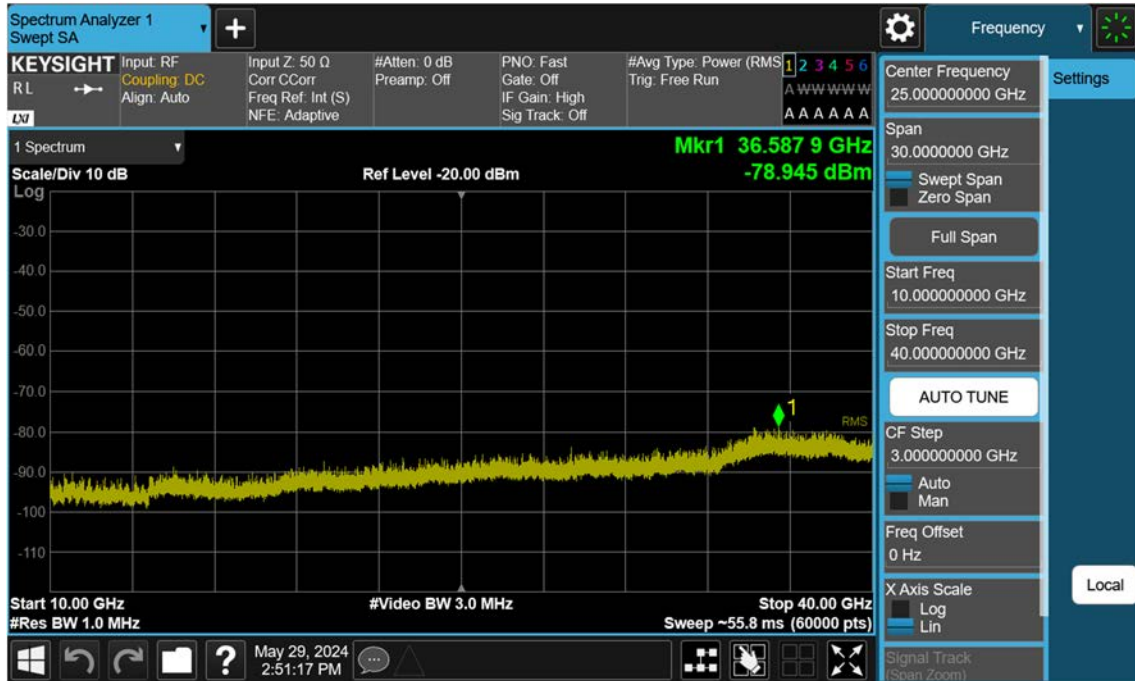 Spectrum Analyzer 1
Swept SA
+
Frequency
KEYSIGHT
R L
LXI
Input: RF
Coupling: DC
Align: Auto
Input Z: 50 Ω
Corr CCorr
Freq Ref: Int (S)
NFE: Adaptive
#Atten: 0 dB
Preamp: Off
PNO: Fast
Gate: Off
IF Gain: High
Sig Track: Off
#Avg Type: Power (RMS
Trig: Free Run
1 2 3 4 5 6
A W W W W W
A A A A A A
1 Spectrum
Mkr1 36.587 9 GHz
Scale/Div 10 dB
Ref Level -20.00 dBm
-78.945 dBm
Log
-30.0
-40.0
-50.0
-60.0
-70.0
-80.0
-90.0
-100
-110
1
RMS
Start 10.00 GHz
#Video BW 3.0 MHz
Stop 40.00 GHz
#Res BW 1.0 MHz
Sweep ~55.8 ms (60000 pts)
Center Frequency
25.000000000 GHz
Settings
Span
30.0000000 GHz
Swept Span
Zero Span
Full Span
Start Freq
10.000000000 GHz
Stop Freq
40.000000000 GHz
AUTO TUNE
CF Step
3.000000000 GHz
Auto
Man
Freq Offset
0 Hz
X Axis Scale
Log
Lin
Local
Signal Track
(Span Zoom)
?
May 29, 2024
2:51:17 PM